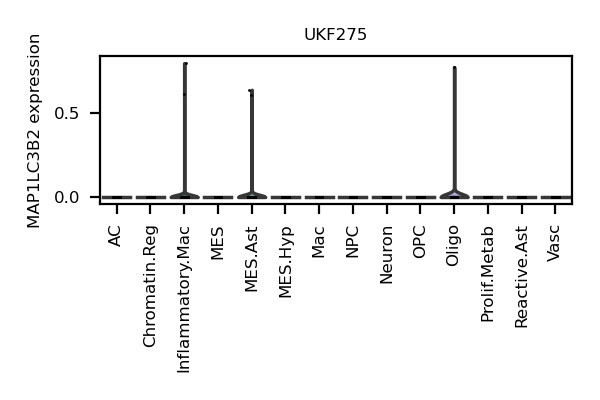 UKF275
MAP1LC3B2 expression
0.5
0.0
AC
Chromatin.Reg
Inflammatory.Mac
MES
MES.Ast
MES.Hyp
Mac
NPC
Neuron
OPC
Oligo
Prolif.Metab
Reactive.Ast
Vasc